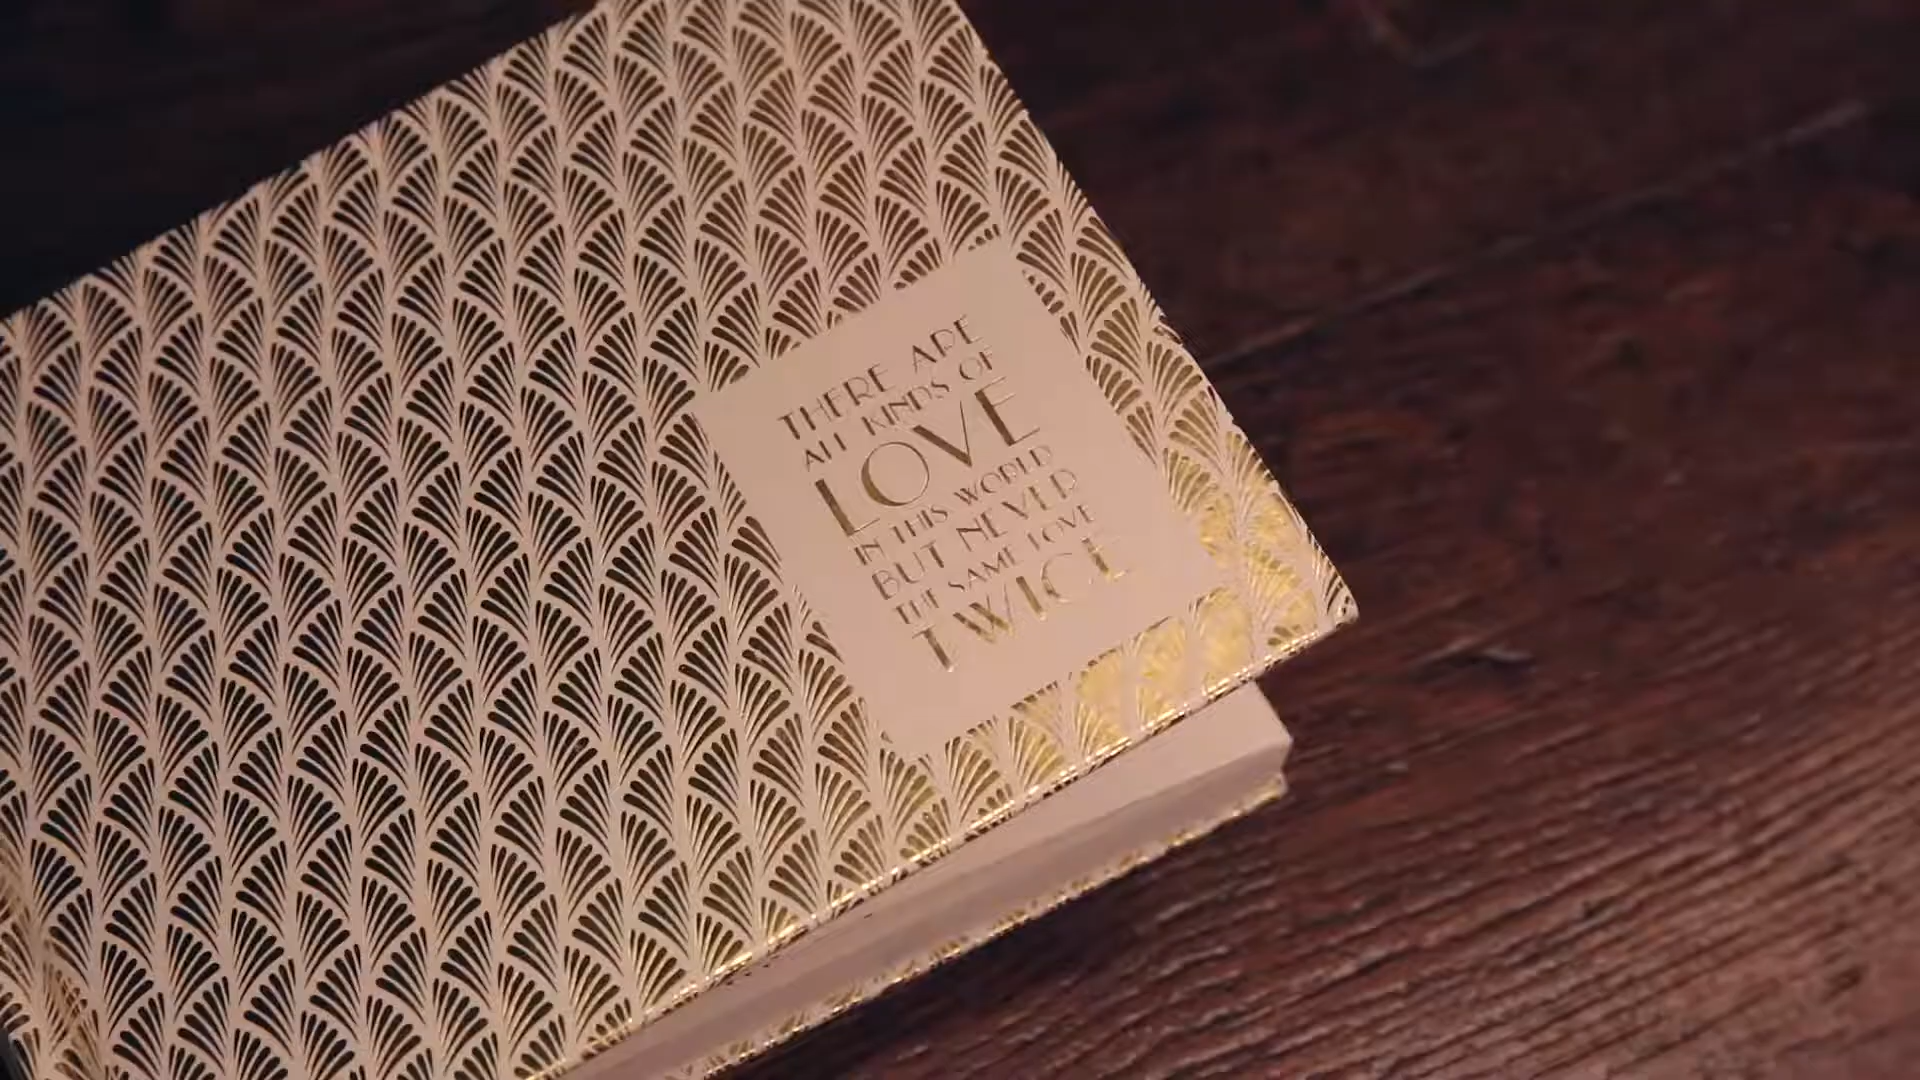 THERE ARE
ALL KINDS OF
LOVE
IN THIS WORLD
BUT NEVER
THE SAME LOVE
TWICE